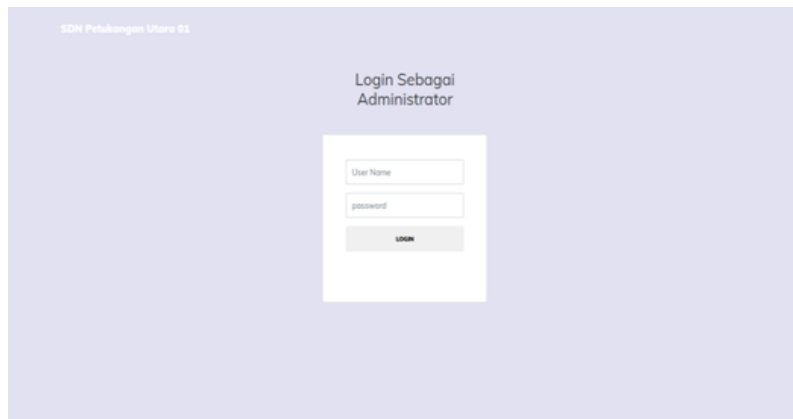 SDN Petukangan Utara 01
Login Sebagai
Administrator
User Name
password
LOGIN